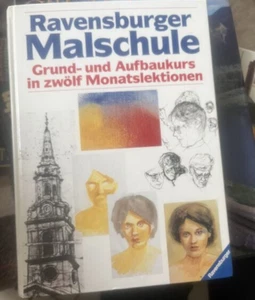 Ravensburger
Malschule
Grund- und Aufbaukurs
in zwölf Monatslektionen
Ravensburger